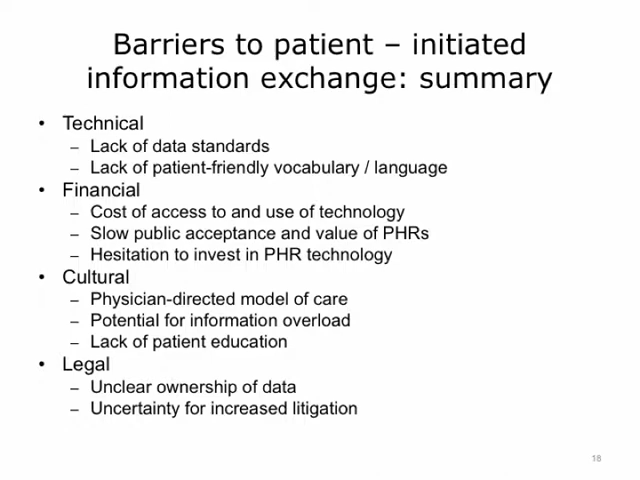 Barriers to patient – initiated
information exchange: summary
• Technical
– Lack of data standards
– Lack of patient-friendly vocabulary / language
• Financial
– Cost of access to and use of technology
– Slow public acceptance and value of PHRs
– Hesitation to invest in PHR technology
• Cultural
– Physician-directed model of care
– Potential for information overload
– Lack of patient education
• Legal
– Unclear ownership of data
– Uncertainty for increased litigation
18